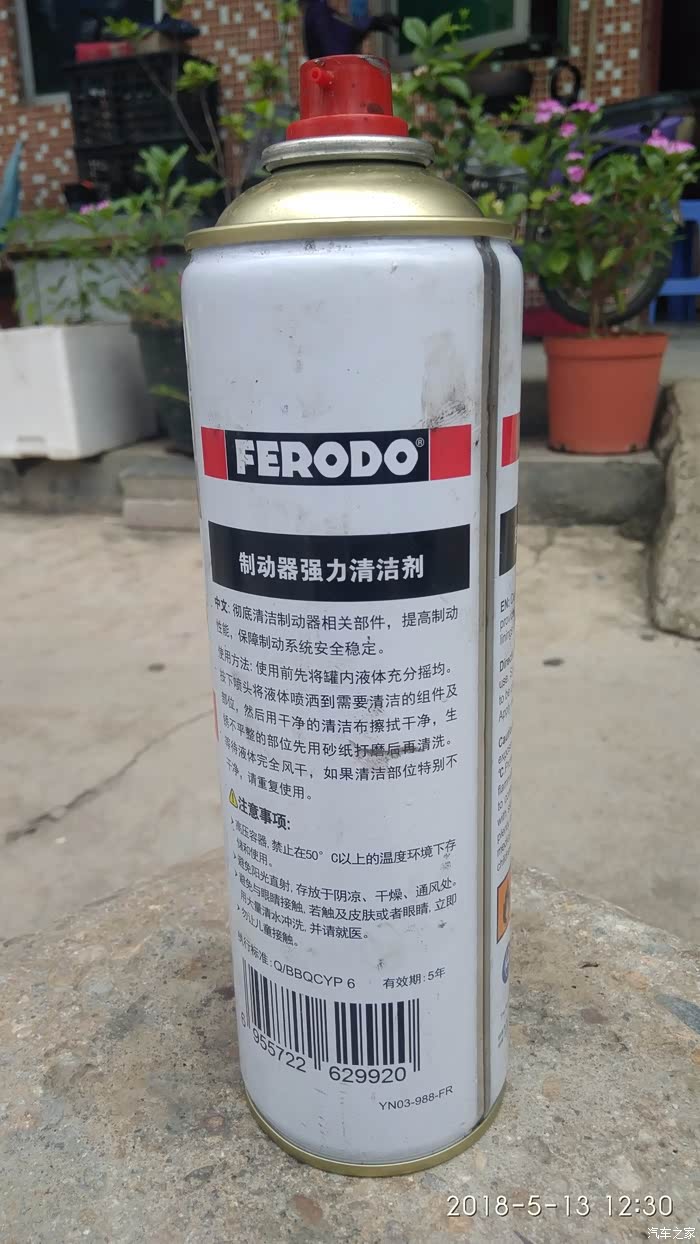 FERODO®
制动器强力清洁剂
中文: 彻底清洁制动器相关部件，提高制动
性能，保障制动系统安全稳定。
使用方法: 使用前先将罐内液体充分摇均。
按下喷头将液体喷洒到需要清洁的组件及
部位，然后用干净的清洁布擦拭干净，生
锈不平整的部位先用砂纸打磨后再清洗。
等待液体完全风干，如果清洁部位特别不
干净，请重复使用。
注意事项:
高压容器, 禁止在50°C以上的温度环境下存
储和使用。
避免阳光直射, 存放于阴凉、干燥、通风处。
避免与眼睛接触, 若触及皮肤或者眼睛, 立即
用大量清水冲洗, 并请就医。
勿让儿童接触。
执行标准: Q/BBQCYP 6 有效期: 5年
6 955722 629920
YN03-988-FR
EN:
2018-5-13 12:30
汽车之家